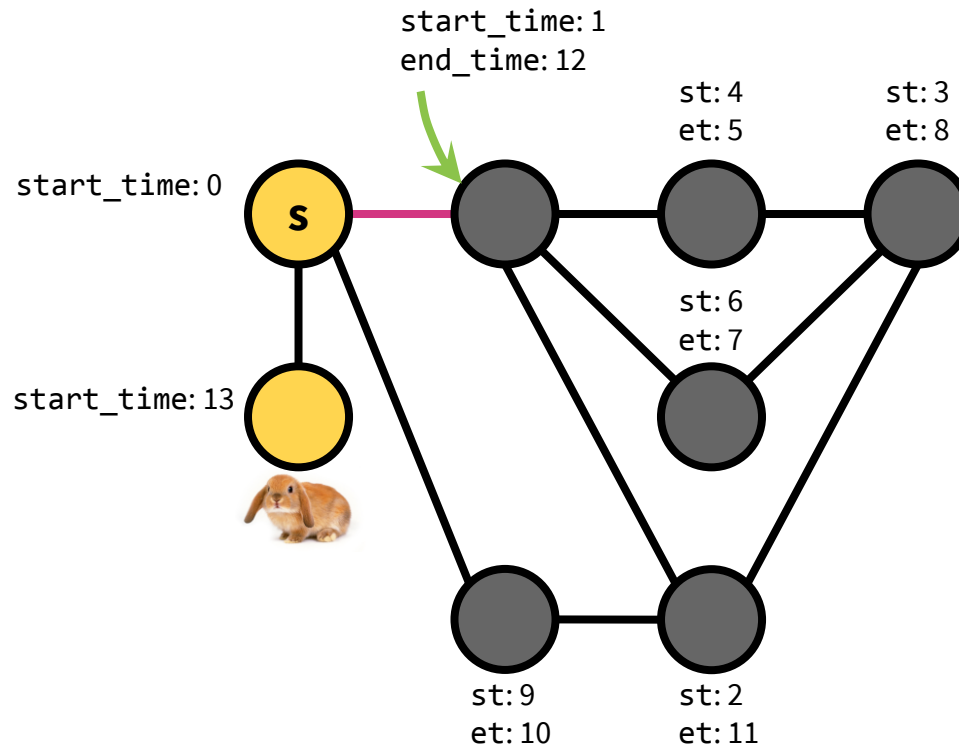 start_time: 1
end_time: 12
st: 4
et: 5
st: 3
et: 8
start_time: 0
s
st: 6
et: 7
start_time: 13
st: 9
et: 10
st: 2
et: 11